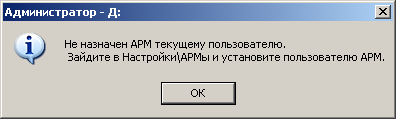 Администратор - Д:
Не назначен АРМ текущему пользователю.
Зайдите в Настройки\АРМы и установите пользователю АРМ.
OK